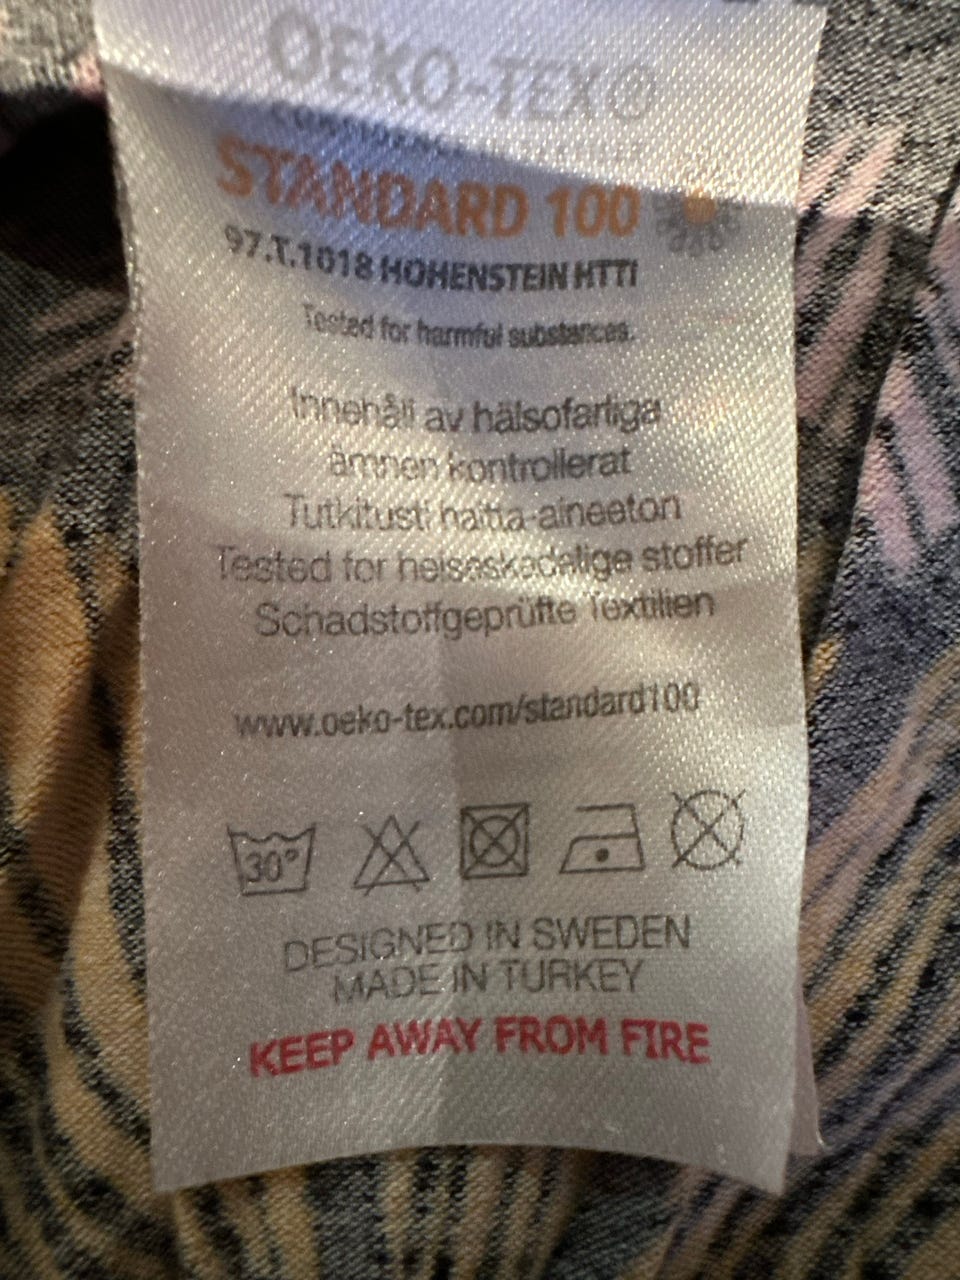 OEKO-TEX®
STANDARD 100
97.T.1018 HOHENSTEIN HTTI
Tested for harmful substances.
Innehåll av hälsofarliga
ämnen kontrollerat
Tutkitusti haitta-aineeton
Tested for helseskadelige stoffer
Schadstoffgeprüfte Textilien
www.oeko-tex.com/standard100
30°
DESIGNED IN SWEDEN
MADE IN TURKEY
KEEP AWAY FROM FIRE